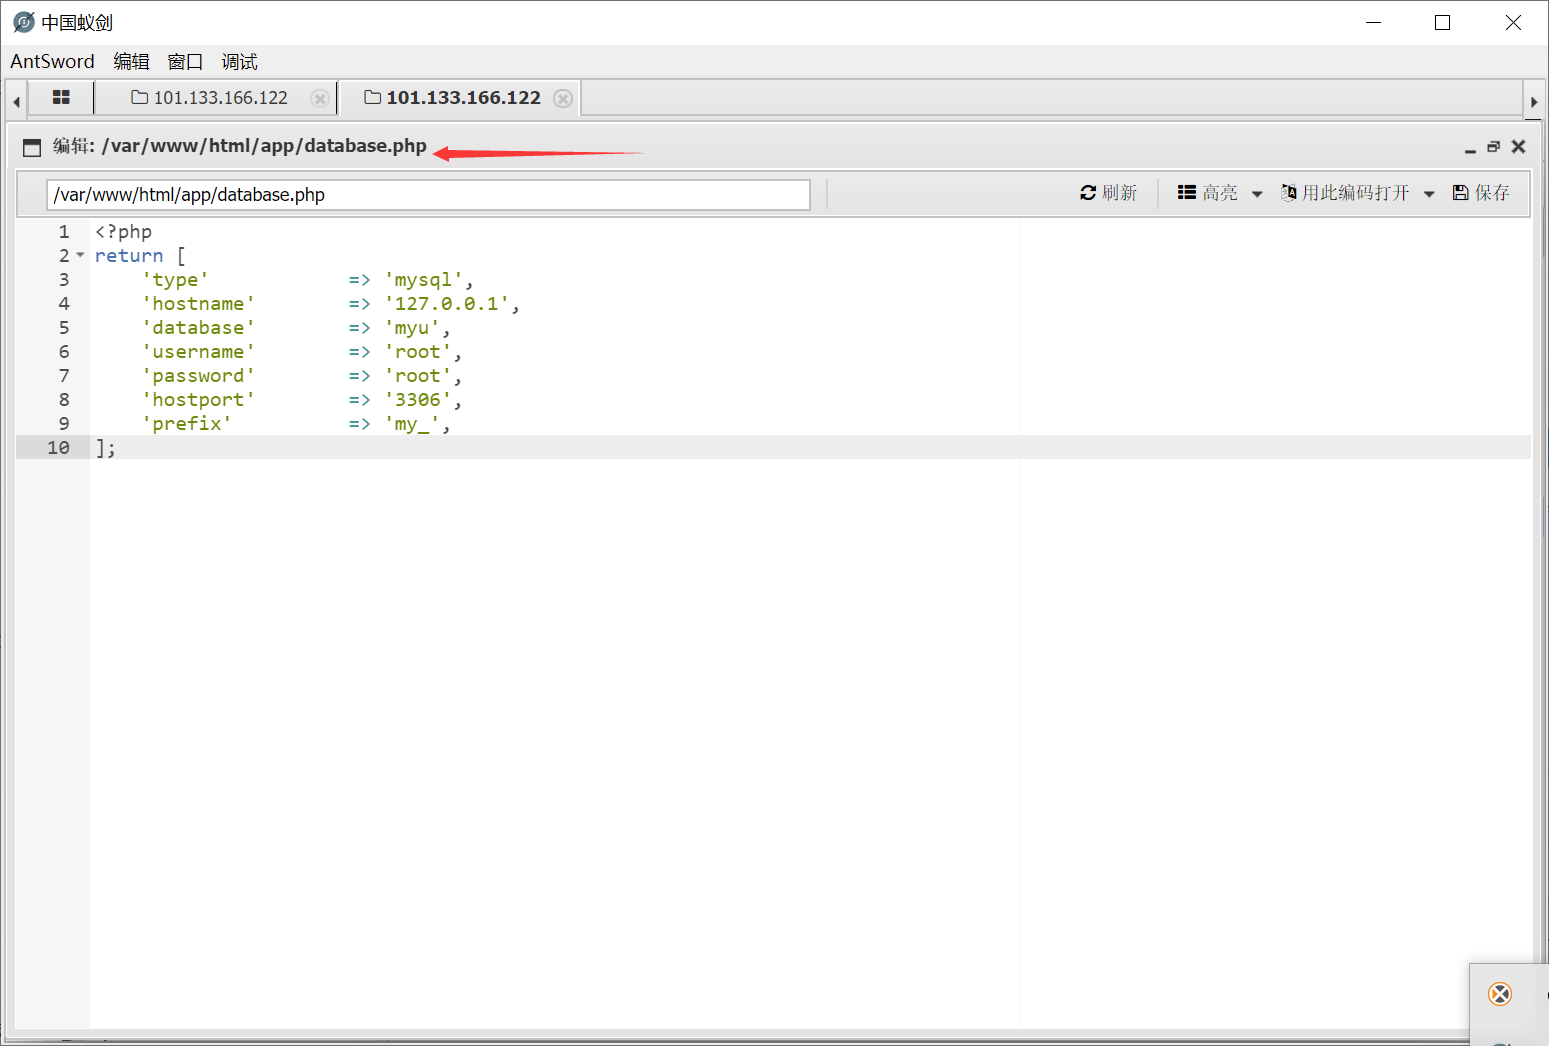 中国蚁剑
AntSword 编辑 窗口 调试
101.133.166.122 101.133.166.122
编辑: /var/www/html/app/database.php
/var/www/html/app/database.php 刷新 高亮 用此编码打开 保存
1 <?php
2 return [
3 'type' => 'mysql',
4 'hostname' => '127.0.0.1',
5 'database' => 'myu',
6 'username' => 'root',
7 'password' => 'root',
8 'hostport' => '3306',
9 'prefix' => 'my_',
10 ];